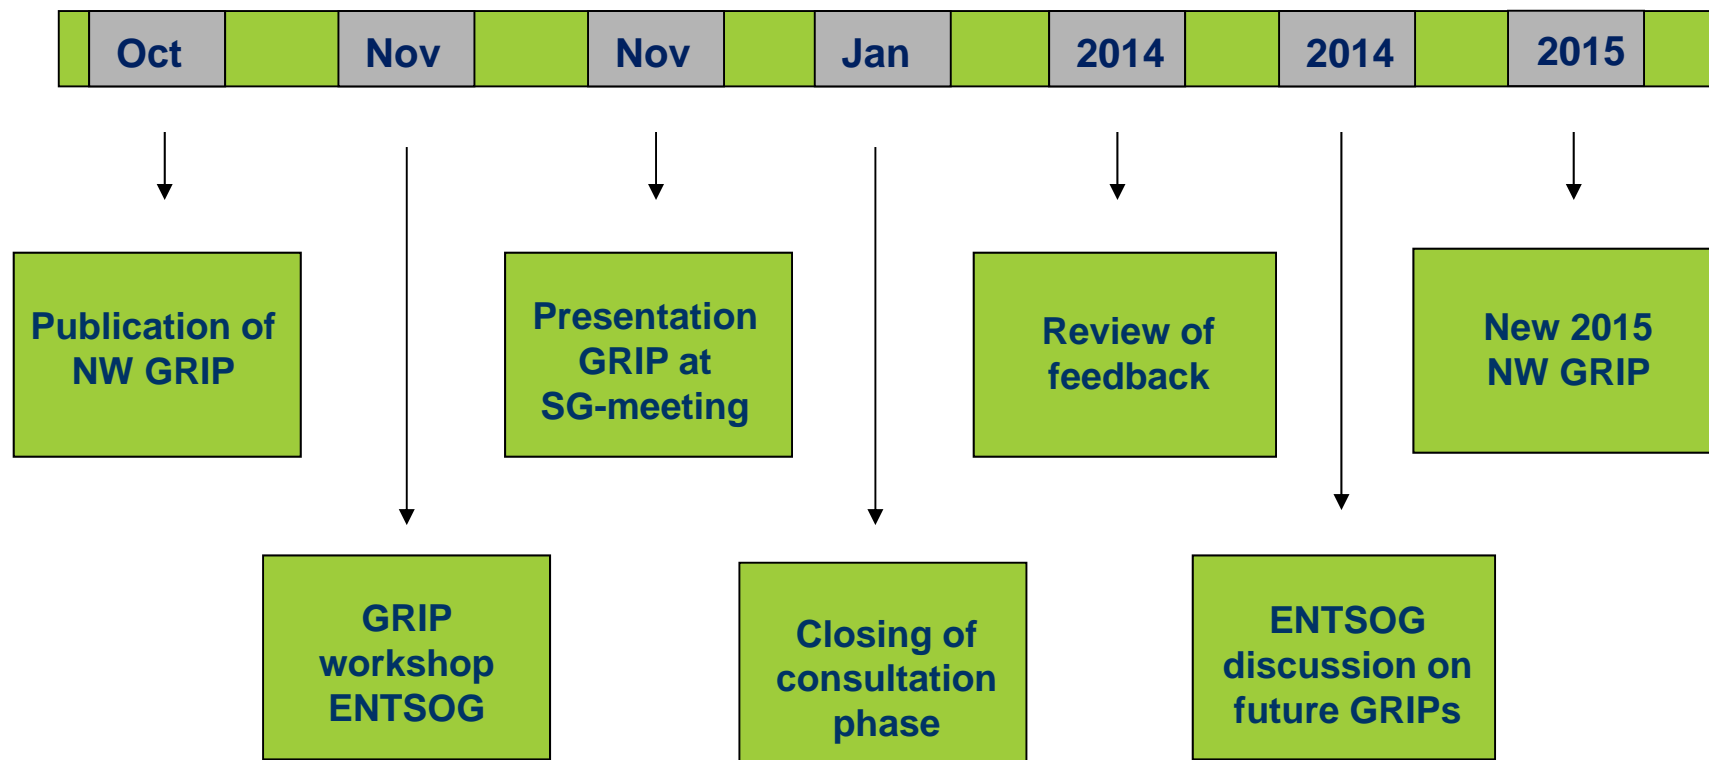 Oct
Nov
Nov
Jan
2014
2014
2015
Publication of
NW GRIP
Presentation
GRIP at
SG-meeting
Review of
feedback
New 2015
NW GRIP
GRIP
workshop
ENTSOG
Closing of
consultation
phase
ENTSOG
discussion on
future GRIPs